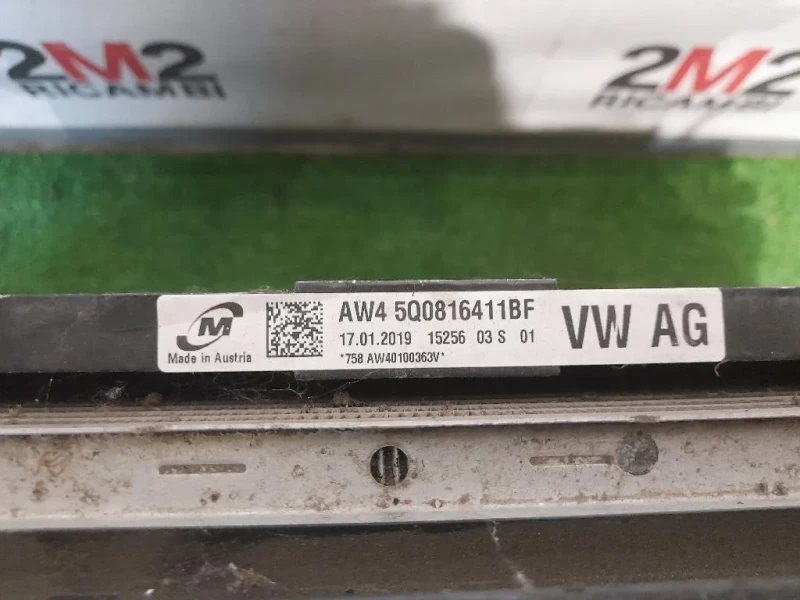 2M2
RICAMBI
2M2
RICAMBI
M
Made in Austria
AW4 5Q0816411BF
17.01.2019 15256 03 S 01
*758 AW40100363V*
VW AG